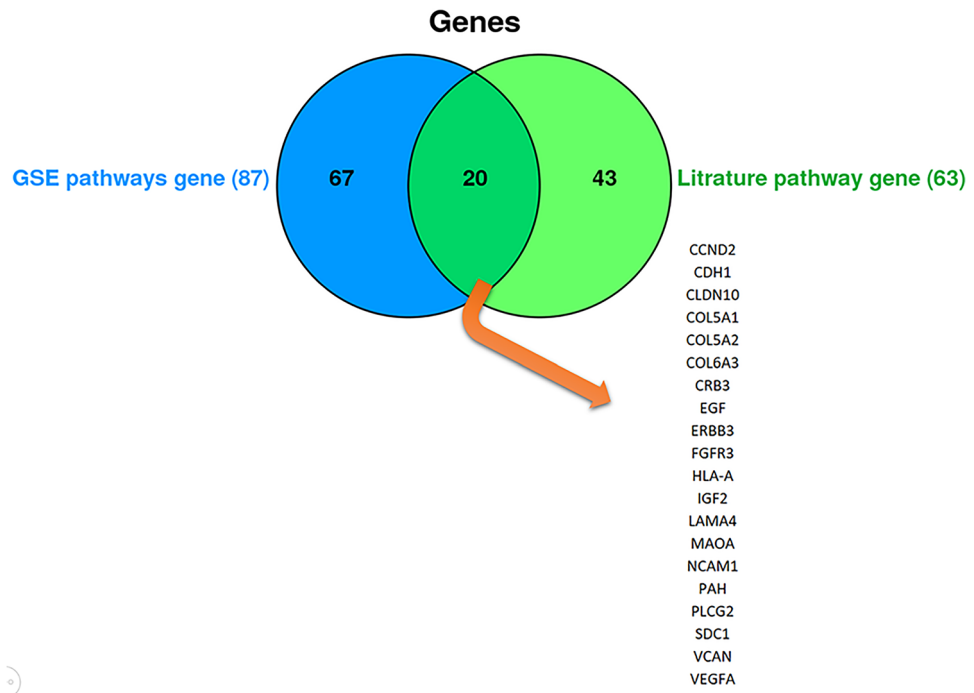 Genes
GSE pathways gene (87)
67
20
43
Litrature pathway gene (63)
CCND2
CDH1
CLDN10
COL5A1
COL5A2
COL6A3
CRB3
EGF
ERBB3
FGFR3
HLA-A
IGF2
LAMA4
MAOA
NCAM1
PAH
PLCG2
SDC1
VCAN
VEGFA